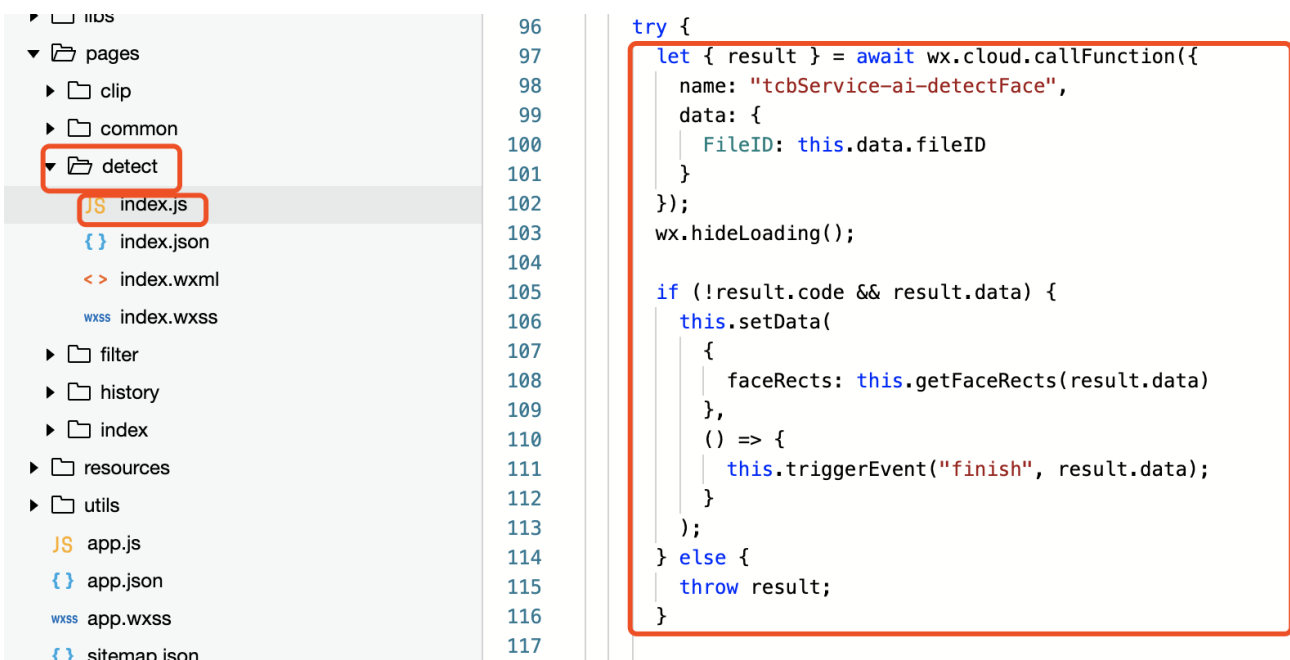 libs
pages
clip
common
detect
JS index.js
{ } index.json
< > index.wxml
wxss index.wxss
filter
history
index
resources
utils
JS app.js
{ } app.json
wxss app.wxss
{ } sitemap.json
96 try {
97 let { result } = await wx.cloud.callFunction({
98 name: "tcbService-ai-detectFace",
99 data: {
100 FileID: this.data.fileID
101 }
102 });
103 wx.hideLoading();
104
105 if (!result.code && result.data) {
106 this.setData(
107 {
108 faceRects: this.getFaceRects(result.data)
109 },
110 () => {
111 this.triggerEvent("finish", result.data);
112 }
113 );
114 } else {
115 throw result;
116 }
117